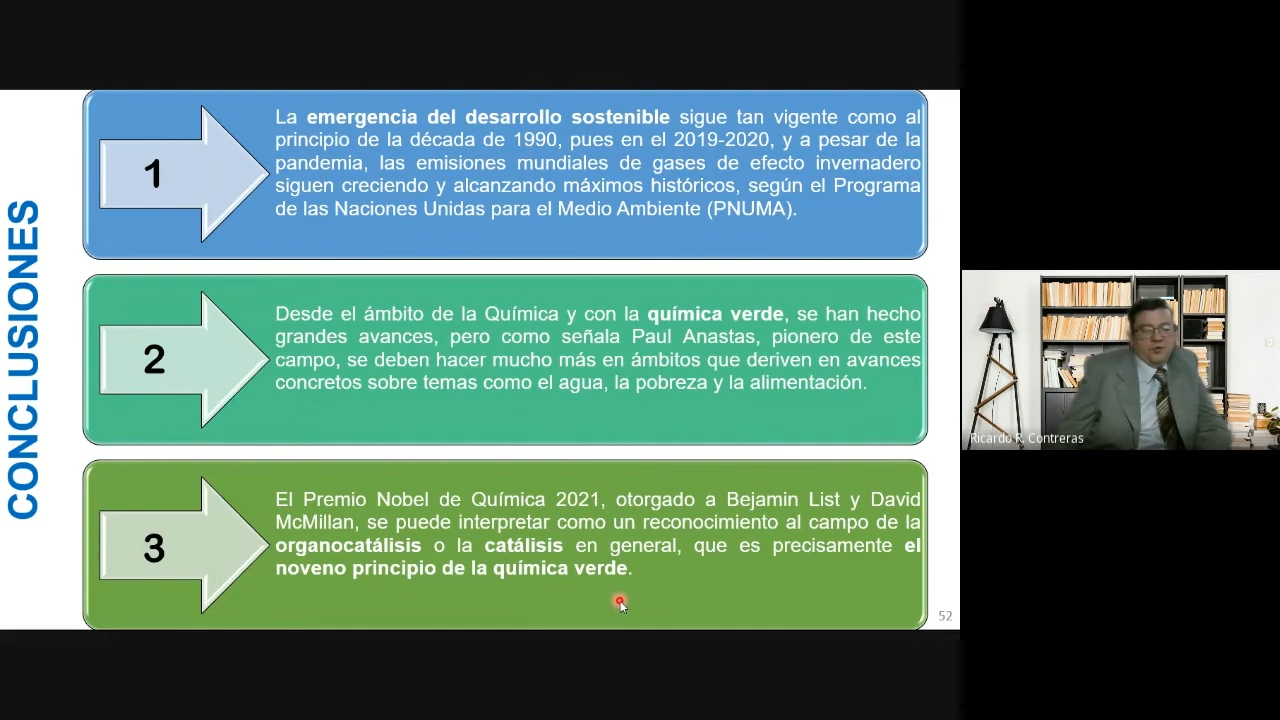 CONCLUSIONES
1
La emergencia del desarrollo sostenible sigue tan vigente como al
principio de la década de 1990, pues en el 2019-2020, y a pesar de la
pandemia, las emisiones mundiales de gases de efecto invernadero
siguen creciendo y alcanzando máximos históricos, según el Programa
de las Naciones Unidas para el Medio Ambiente (PNUMA).
2
Desde el ámbito de la Química y con la química verde, se han hecho
grandes avances, pero como señala Paul Anastas, pionero de este
campo, se deben hacer mucho más en ámbitos que deriven en avances
concretos sobre temas como el agua, la pobreza y la alimentación.
3
El Premio Nobel de Química 2021, otorgado a Bejamin List y David
McMillan, se puede interpretar como un reconocimiento al campo de la
organocatálisis o la catálisis en general, que es precisamente el
noveno principio de la química verde.
52
Ricardo R. Contreras